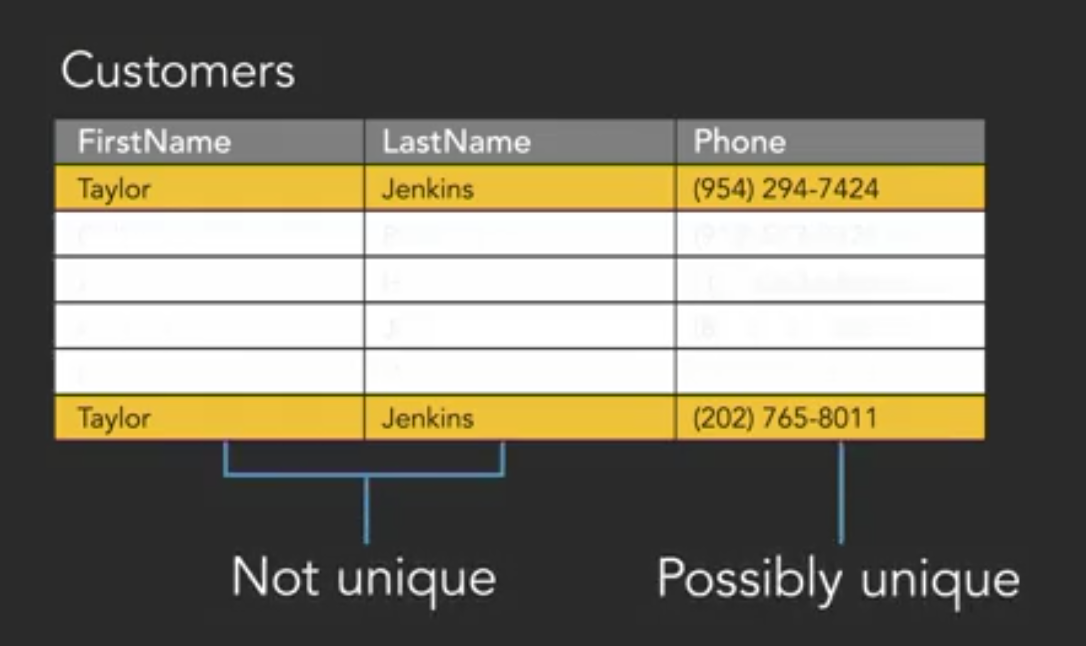 Customers
FirstName LastName Phone
Taylor Jenkins (954) 294-7424
Taylor Jenkins (202) 765-8011
Not unique Possibly unique